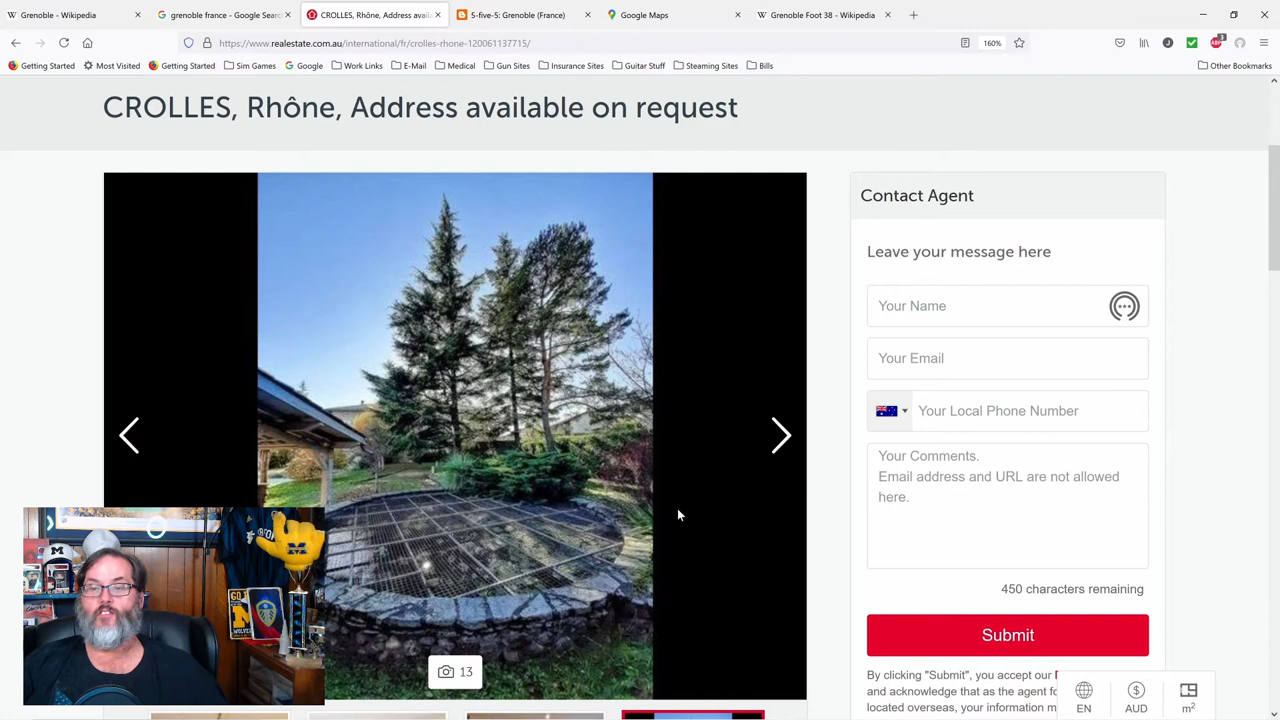 Grenoble - Wikipedia
grenoble france - Google Searc
CROLLES, Rhône, Address avail
5-five-5: Grenoble (France)
Google Maps
Grenoble Foot 38 - Wikipedia
https://www.realestate.com.au/international/fr/crolles-rhone-120061137715/
160%
3
Getting Started
Most Visited
Getting Started
Sim Games
Google
Work Links
E-Mail
Medical
Gun Sites
Insurance Sites
Guitar Stuff
Steaming Sites
Bills
Other Bookmarks
CROLLES, Rhône, Address available on request
Contact Agent
Leave your message here
Your Name
Your Email
Your Local Phone Number
Your Comments.
Email address and URL are not allowed
here.
450 characters remaining
Submit
By clicking "Submit", you accept our
and acknowledge that as the agent fo
located overseas, your information m
EN
AUD
m²
13
M
GO
WOLVE